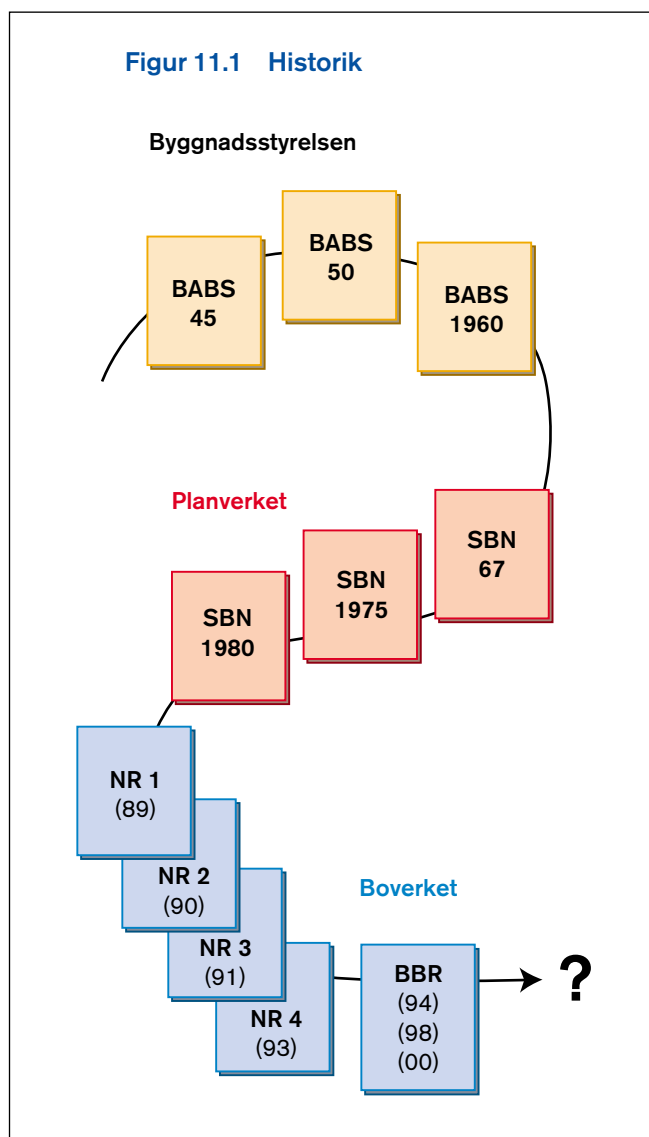 Figur 11.1 Historik
Byggnadsstyrelsen
BABS
45
BABS
50
BABS
1960
Planverket
SBN
67
SBN
1975
SBN
1980
NR 1
(89)
NR 2
(90)
NR 3
(91)
NR 4
(93)
Boverket
BBR
(94)
(98)
(00)
?